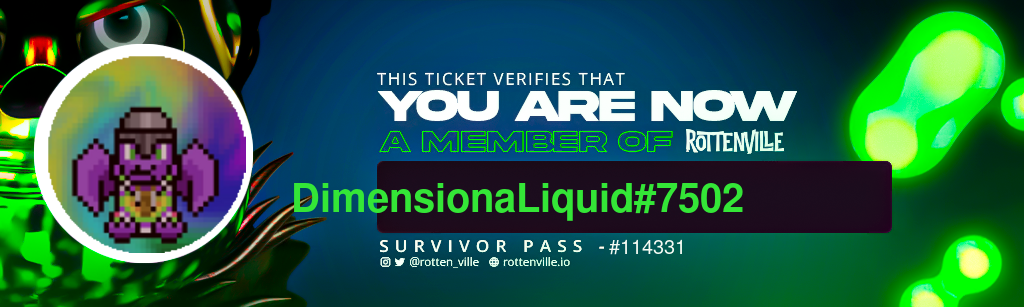 THIS TICKET VERIFIES THAT
YOU ARE NOW
A MEMBER OF ROTTENVILLE
DimensionaLiquid#7502
SURVIVOR PASS - #114331
@rotten_ville rottenville.io